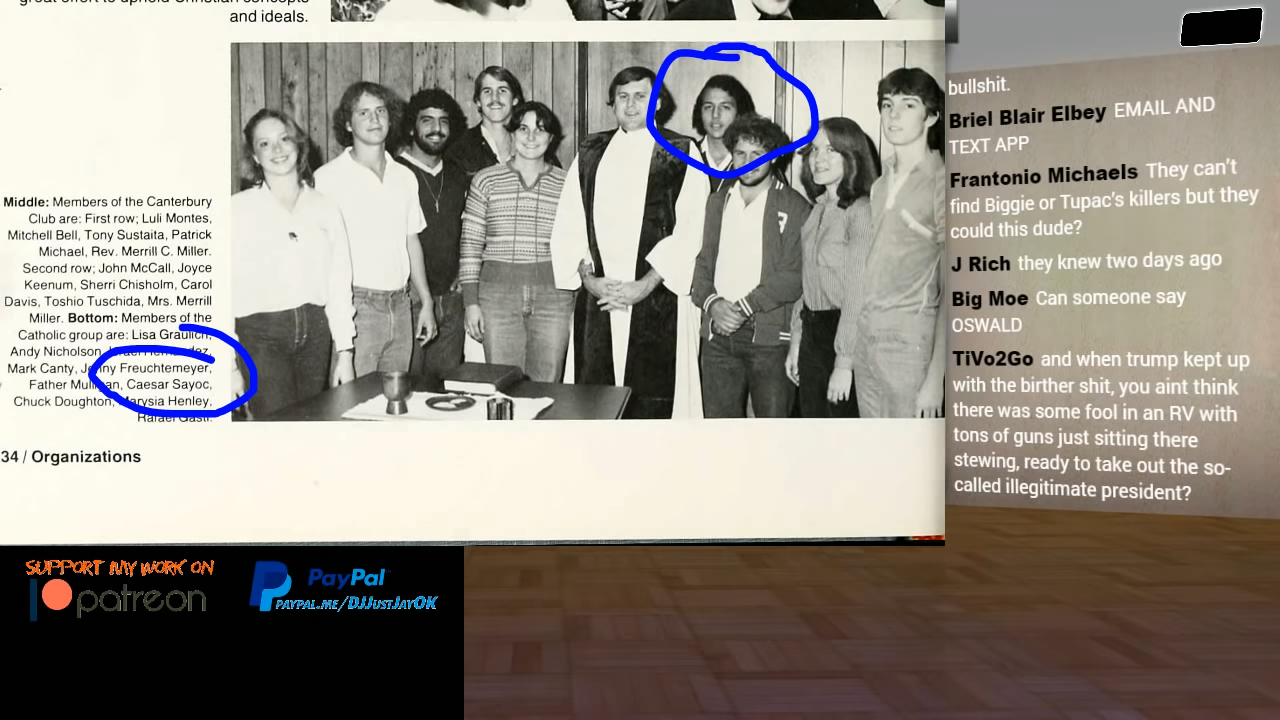 and ideals.
Middle: Members of the Canterbury
Club are: First row; Luli Montes,
Mitchell Bell, Tony Sustaita, Patrick
Michael, Rev. Merrill C. Miller.
Second row; John McCall, Joyce
Keenum, Sherri Chisholm, Carol
Davis, Toshio Tuschida, Mrs. Merrill
Miller. Bottom: Members of the
Catholic group are: Lisa Graulich,
Andy Nicholson, Israel Hernandez,
Mark Canty, Jenny Freuchtemeyer,
Father Mulligan, Caesar Sayoc,
Chuck Doughton, Marysia Henley,
Rafael Gasti.
34 / Organizations
SUPPORT MY WORK ON
patreon
PayPal
PAYPAL.ME/DJJUSTJAYOK
bullshit.
Briel Blair Elbey EMAIL AND
TEXT APP
Frantonio Michaels They can't
find Biggie or Tupac's killers but they
could this dude?
J Rich they knew two days ago
Big Moe Can someone say
OSWALD
TiVo2Go and when trump kept up
with the birther shit, you aint think
there was some fool in an RV with
tons of guns just sitting there
stewing, ready to take out the so-
called illegitimate president?